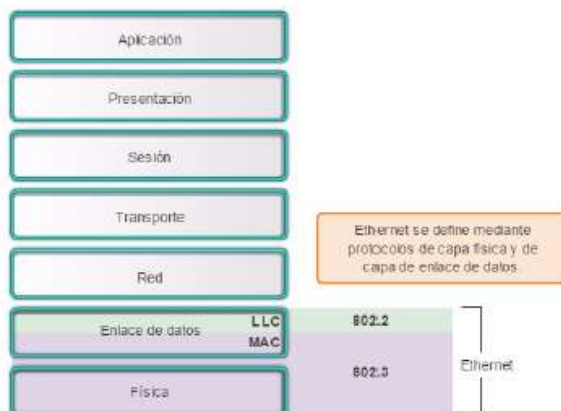 Aplicación
Presentación
Sesión
Transporte
Ethernet se define mediante
protocolos de capa física y de
capa de enlace de datos
Red
Enlace de datos
LLC
802.2
MAC
802.3
Ethernet
Física